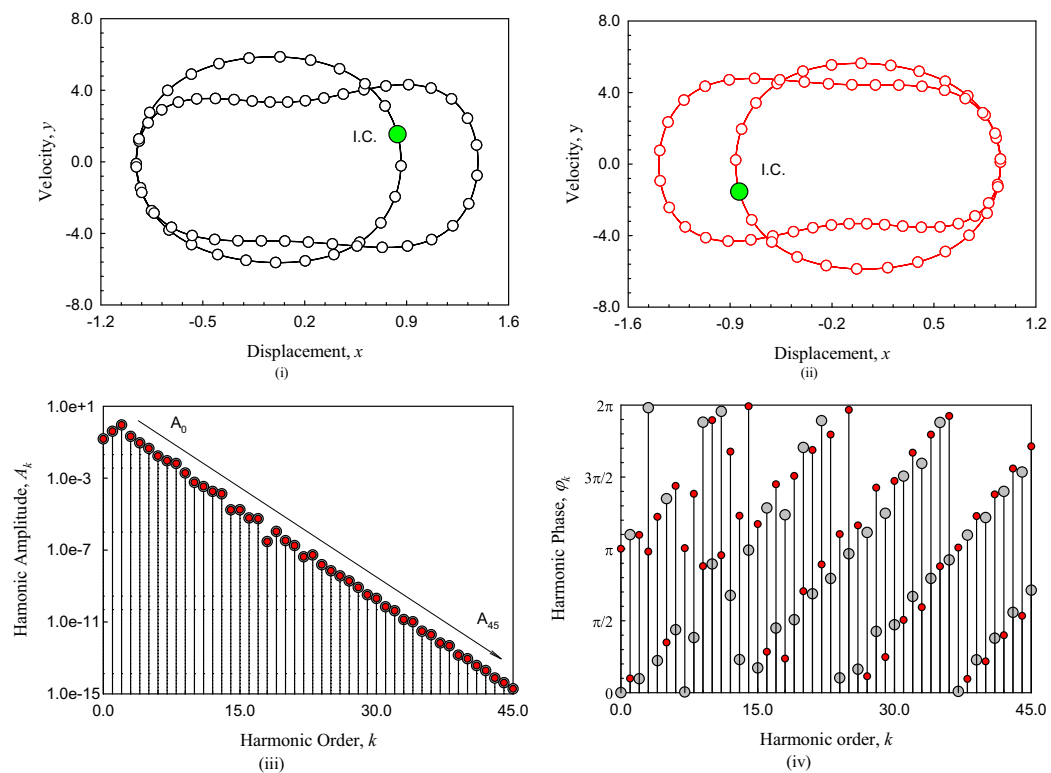 8.0
4.0
0.0
-4.0
-8.0
Velocity, y
I.C.
-1.2
-0.5
0.2
0.9
1.6
Displacement, x
(i)
8.0
4.0
0.0
-4.0
-8.0
Velocity, y
I.C.
-1.6
-0.9
-0.2
0.5
1.2
Displacement, x
(ii)
1.0e+1
1.0e-3
1.0e-7
1.0e-11
1.0e-15
Hamonic Amplitude, A_k
A_0
A_45
0.0
15.0
30.0
45.0
Harmonic Order, k
(iii)
2π
3π/2
π
π/2
0
Harmonic Phase, φ_k
0.0
15.0
30.0
45.0
Harmonic order, k
(iv)